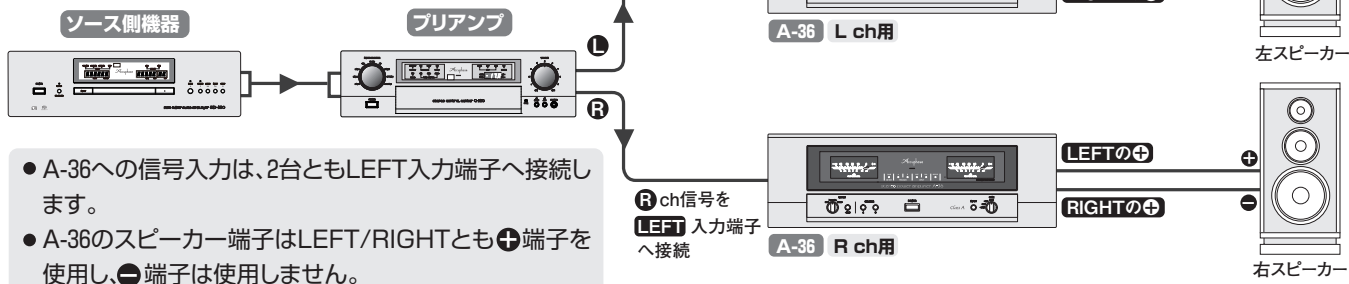 ソース側機器
プリアンプ
L
R
A-36 L ch用
左スピーカー
● A-36への信号入力は、2台ともLEFT入力端子へ接続し
ます。
● A-36のスピーカー端子はLEFT/RIGHTとも＋端子を
使用し、－端子は使用しません。
R ch信号を
LEFT 入力端子
へ接続
Accuphase
A-36 R ch用
LEFTの＋
RIGHTの＋
＋
－
右スピーカー